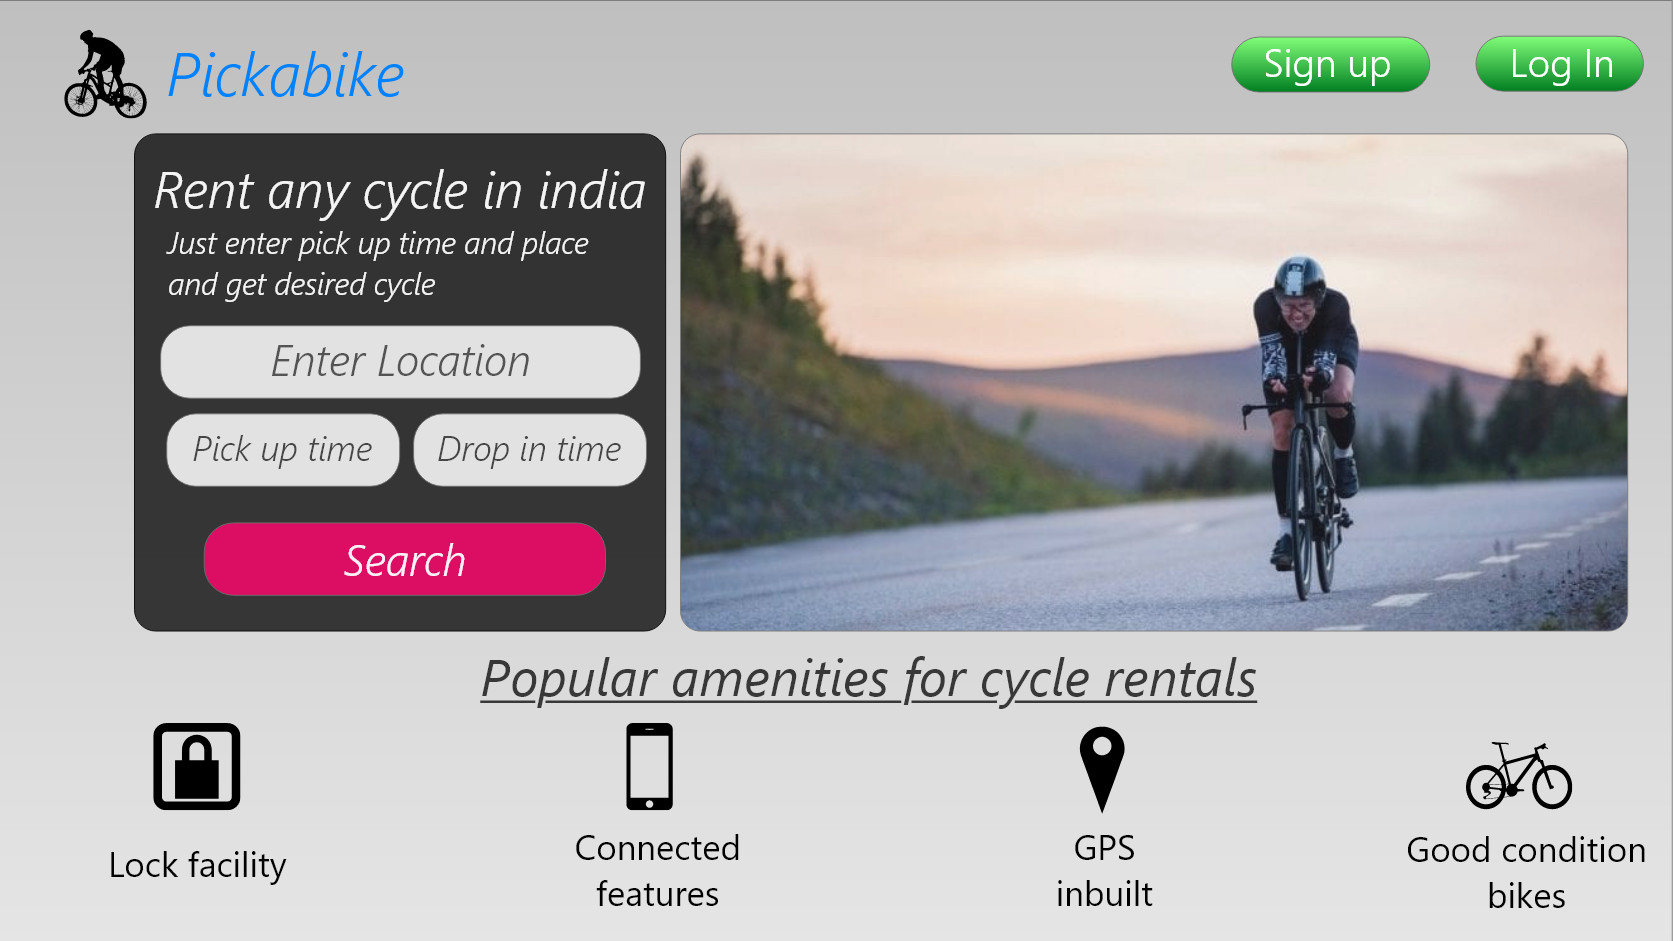 Pickabike
Sign up
Log In
Rent any cycle in india
Just enter pick up time and place
and get desired cycle
Enter Location
Pick up time
Drop in time
Search
Popular amenities for cycle rentals
Lock facility
Connected
features
GPS
inbuilt
Good condition
bikes